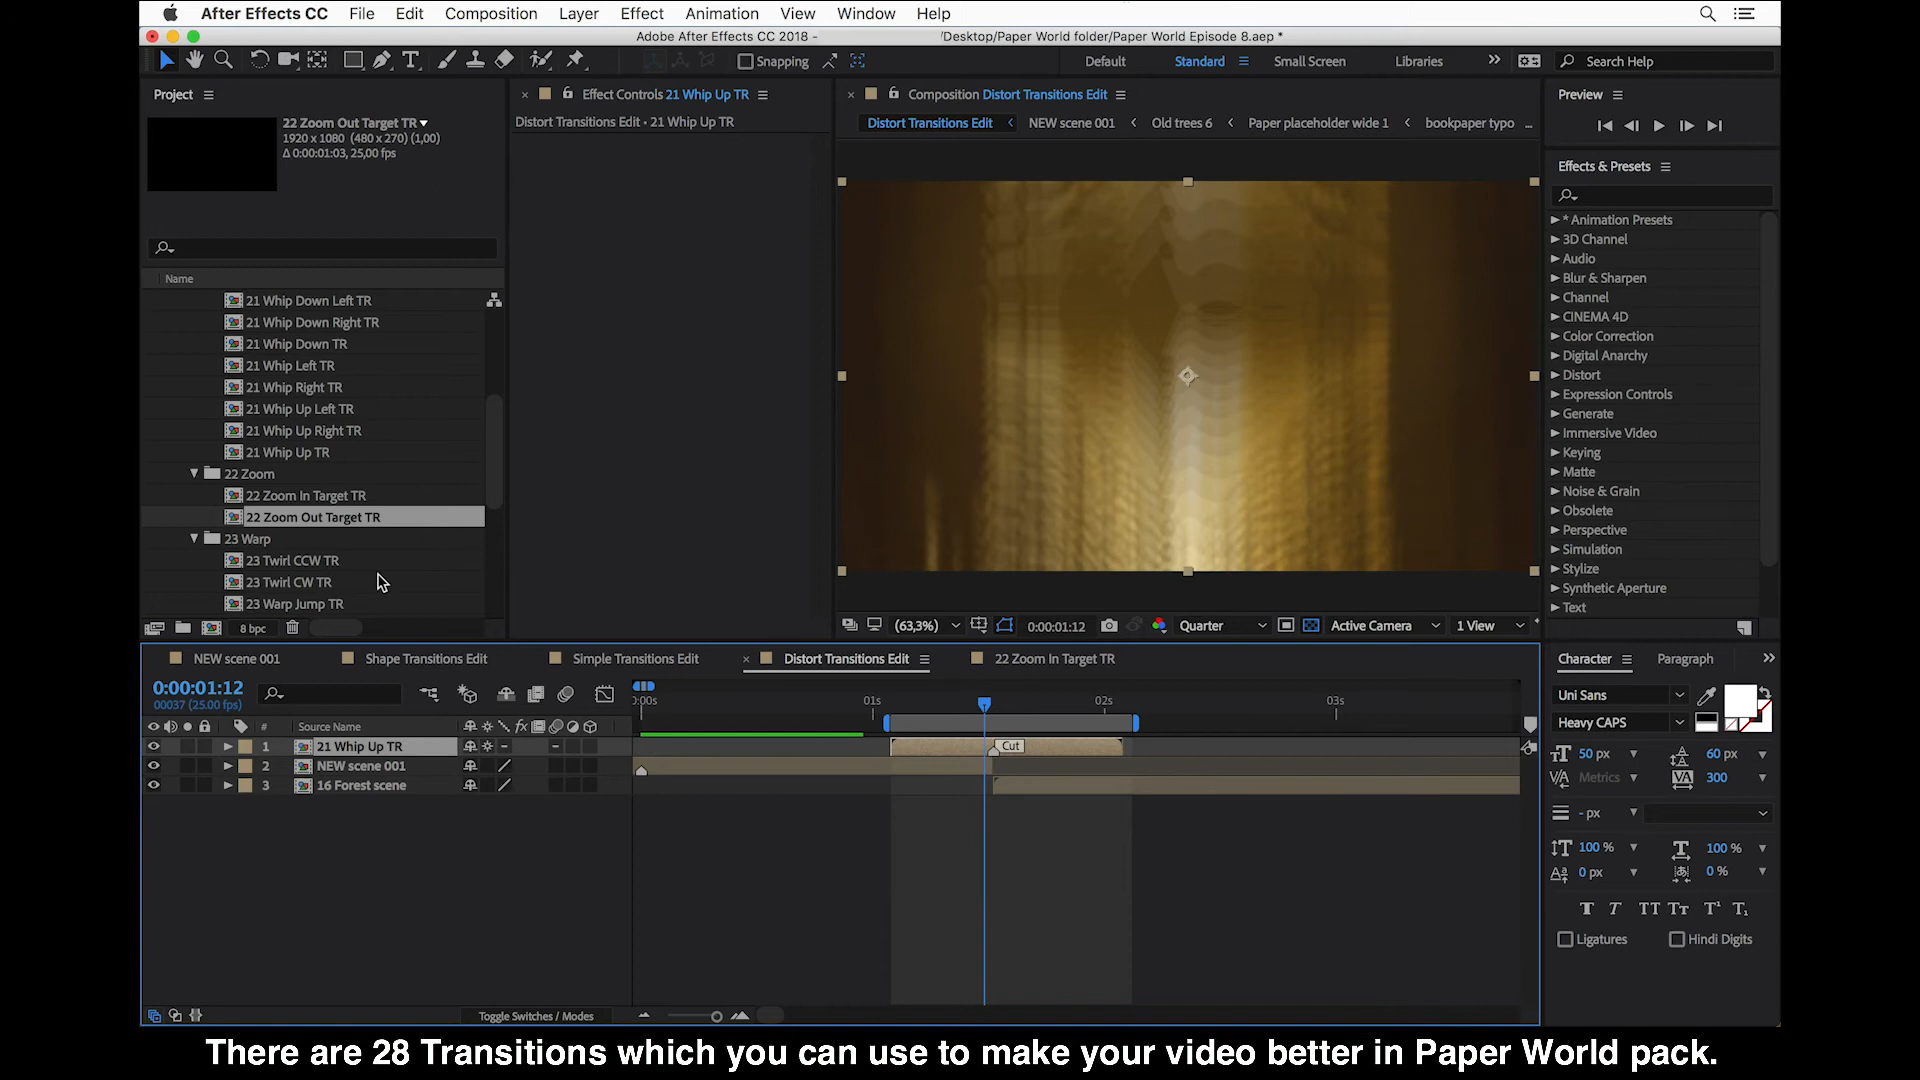 After Effects CC File Edit Composition Layer Effect Animation View Window Help
Adobe After Effects CC 2018 - /Desktop/Paper World folder/Paper World Episode 8.aep *
Snapping Default Standard Small Screen Libraries Search Help
Project
22 Zoom Out Target TR
1920 x 1080 (480 x 270) (1,00)
Δ 0:00:01:03, 25,00 fps
Name
21 Whip Down Left TR
21 Whip Down Right TR
21 Whip Down TR
21 Whip Left TR
21 Whip Right TR
21 Whip Up Left TR
21 Whip Up Right TR
21 Whip Up TR
22 Zoom
22 Zoom In Target TR
22 Zoom Out Target TR
23 Warp
23 Twirl CCW TR
23 Twirl CW TR
23 Warp Jump TR
8 bpc
Effect Controls 21 Whip Up TR
Distort Transitions Edit • 21 Whip Up TR
Composition Distort Transitions Edit
Distort Transitions Edit NEW scene 001 Old trees 6 Paper placeholder wide 1 bookpaper typo ...
(63,3%) 0:00:01:12 Quarter Active Camera 1 View
Preview
Effects & Presets
* Animation Presets
3D Channel
Audio
Blur & Sharpen
Channel
CINEMA 4D
Color Correction
Digital Anarchy
Distort
Expression Controls
Generate
Immersive Video
Keying
Matte
Noise & Grain
Obsolete
Perspective
Simulation
Stylize
Synthetic Aperture
Text
NEW scene 001 Shape Transitions Edit Simple Transitions Edit Distort Transitions Edit 22 Zoom In Target TR
0:00:01:12
00037 (25.00 fps)
:00s 01s 02s 03s
# Source Name fx
1 21 Whip Up TR Cut
2 NEW scene 001
3 16 Forest scene
Toggle Switches / Modes
Character Paragraph
Uni Sans
Heavy CAPS
50 px 60 px
Metrics 300
- px
100 % 100 %
0 px 0 %
T T TT Tt T¹ T₁
Ligatures Hindi Digits
There are 28 Transitions which you can use to make your video better in Paper World pack.